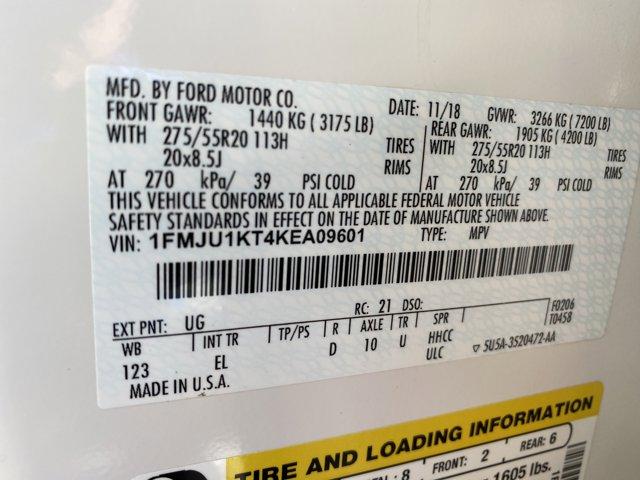 MFD. BY FORD MOTOR CO. DATE: 11/18 GVWR: 3266 KG ( 7200 LB)
FRONT GAWR: 1440 KG ( 3175 LB) REAR GAWR: 1905 KG ( 4200 LB)
WITH 275/55R20 113H TIRES WITH 275/55R20 113H TIRES
20x8.5J RIMS 20x8.5J RIMS
AT 270 kPa/ 39 PSI COLD AT 270 kPa/ 39 PSI COLD
THIS VEHICLE CONFORMS TO ALL APPLICABLE FEDERAL MOTOR VEHICLE
SAFETY STANDARDS IN EFFECT ON THE DATE OF MANUFACTURE SHOWN ABOVE.
VIN: 1FMJU1KT4KEA09601 TYPE: MPV
EXT PNT: UG RC: 21 DSO: F0206
WB INT TR TP/PS R AXLE TR SPR T0458
123 EL D 10 U HHCC
ULC 5U5A-3520472-AA
MADE IN U.S.A.
TIRE AND LOADING INFORMATION
: 8 FRONT: 2 REAR: 6
1605 lbs.